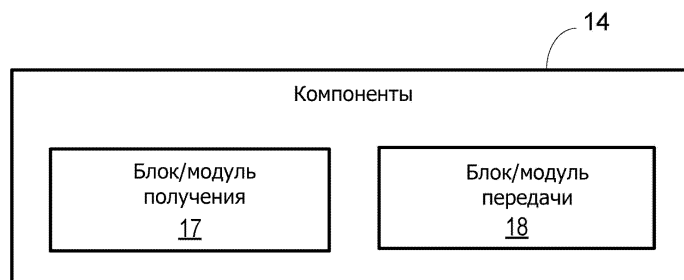 14
Компоненты
Блок/модуль
получения
17
Блок/модуль
передачи
18